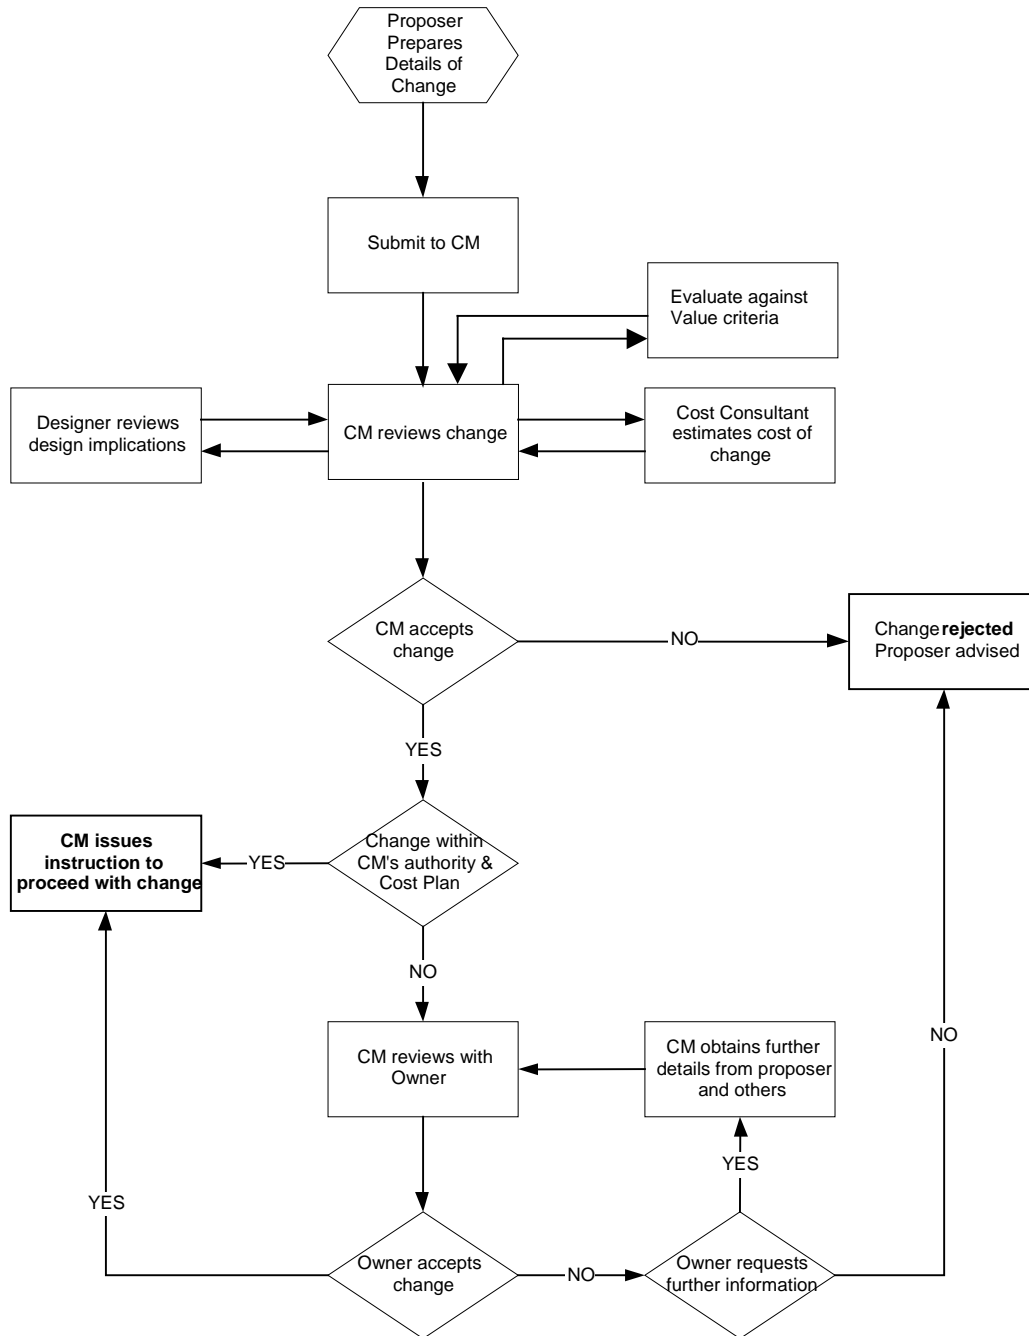 Proposer
Prepares
Details of
Change
Submit to CM
Evaluate against
Value criteria
Designer reviews
design implications
CM reviews change
Cost Consultant
estimates cost of
change
CM accepts
change
NO
Change rejected
Proposer advised
YES
CM issues
instruction to
proceed with change
YES
Change within
CM's authority &
Cost Plan
NO
CM reviews with
Owner
CM obtains further
details from proposer
and others
NO
YES
YES
Owner accepts
change
NO
Owner requests
further information